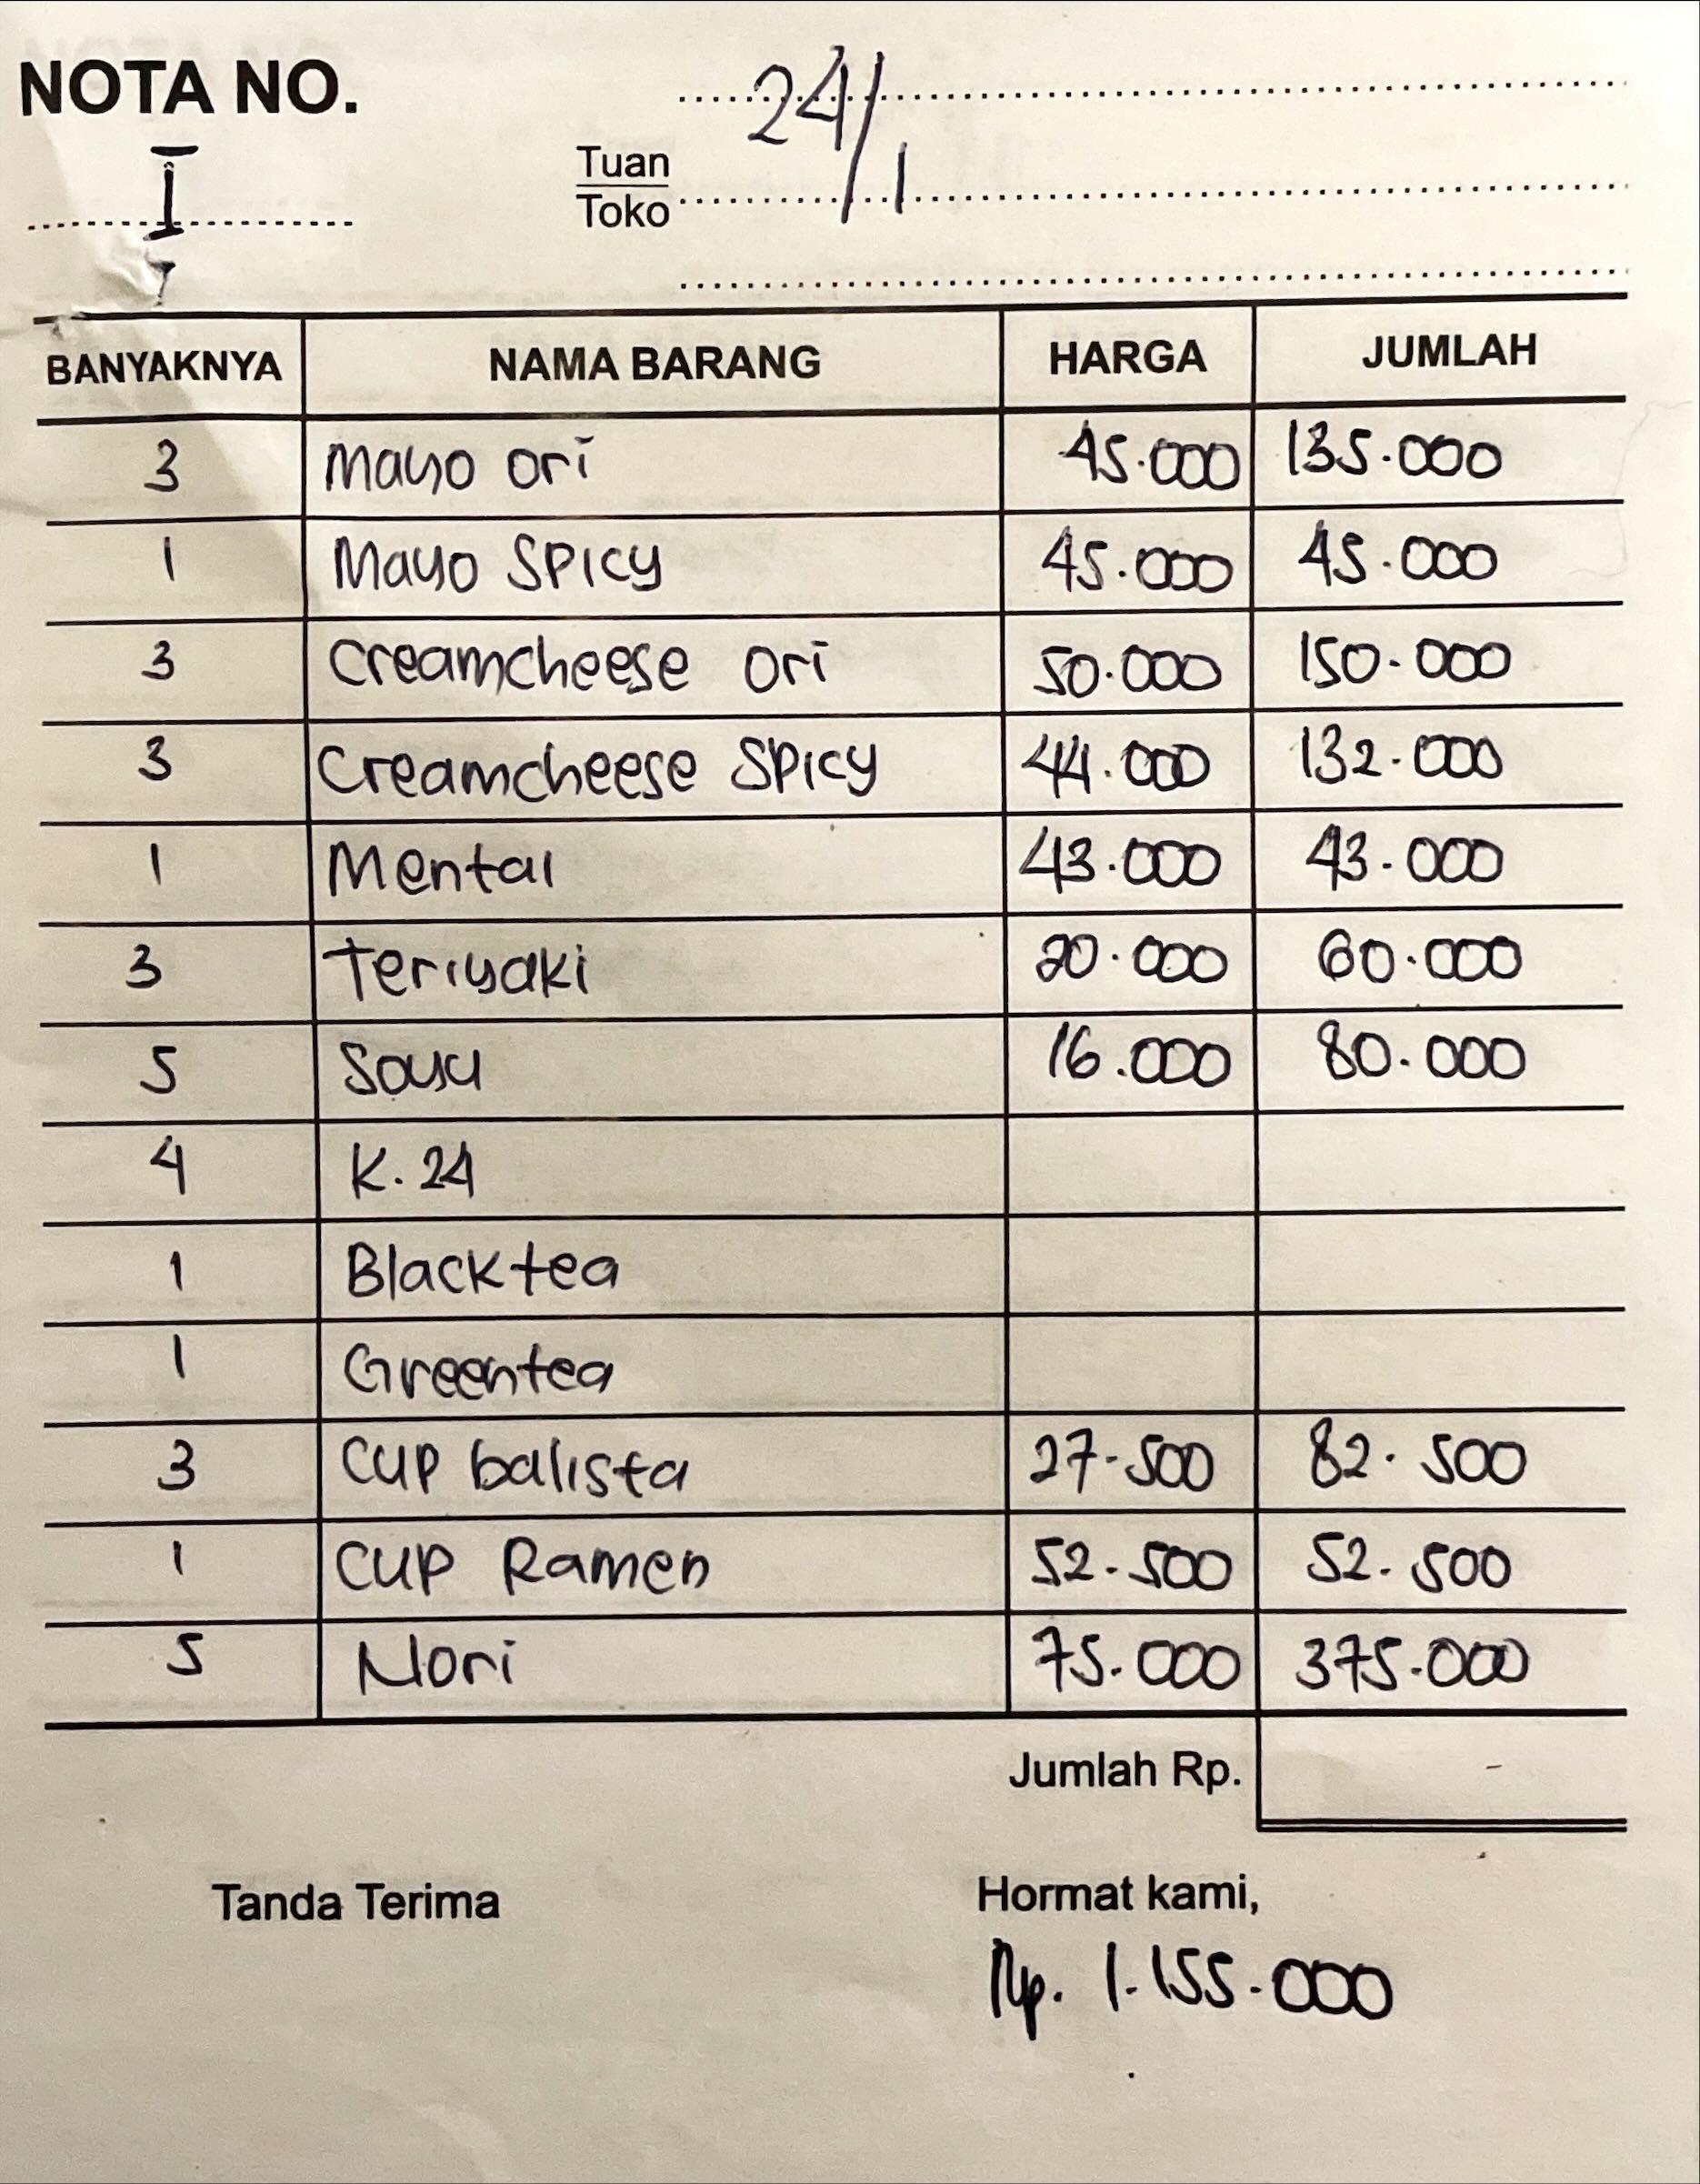 NOTA NO.
I
24/1
Tuan
Toko
BANYAKNYA NAMA BARANG HARGA JUMLAH
3 Mayo Ori 45.000 135.000
1 Mayo Spicy 45.000 45.000
3 Creamcheese Ori 50.000 150.000
3 Creamcheese Spicy 44.000 132.000
1 Mental 43.000 43.000
3 Teriyaki 20.000 60.000
5 Soyu 16.000 80.000
4 K.24
1 Blacktea
1 Greentea
3 Cup balista 27.500 82.500
1 Cup Ramen 52.500 52.500
5 Nori 75.000 375.000
Jumlah Rp. -
Tanda Terima Hormat kami,
Rp. 1.155.000